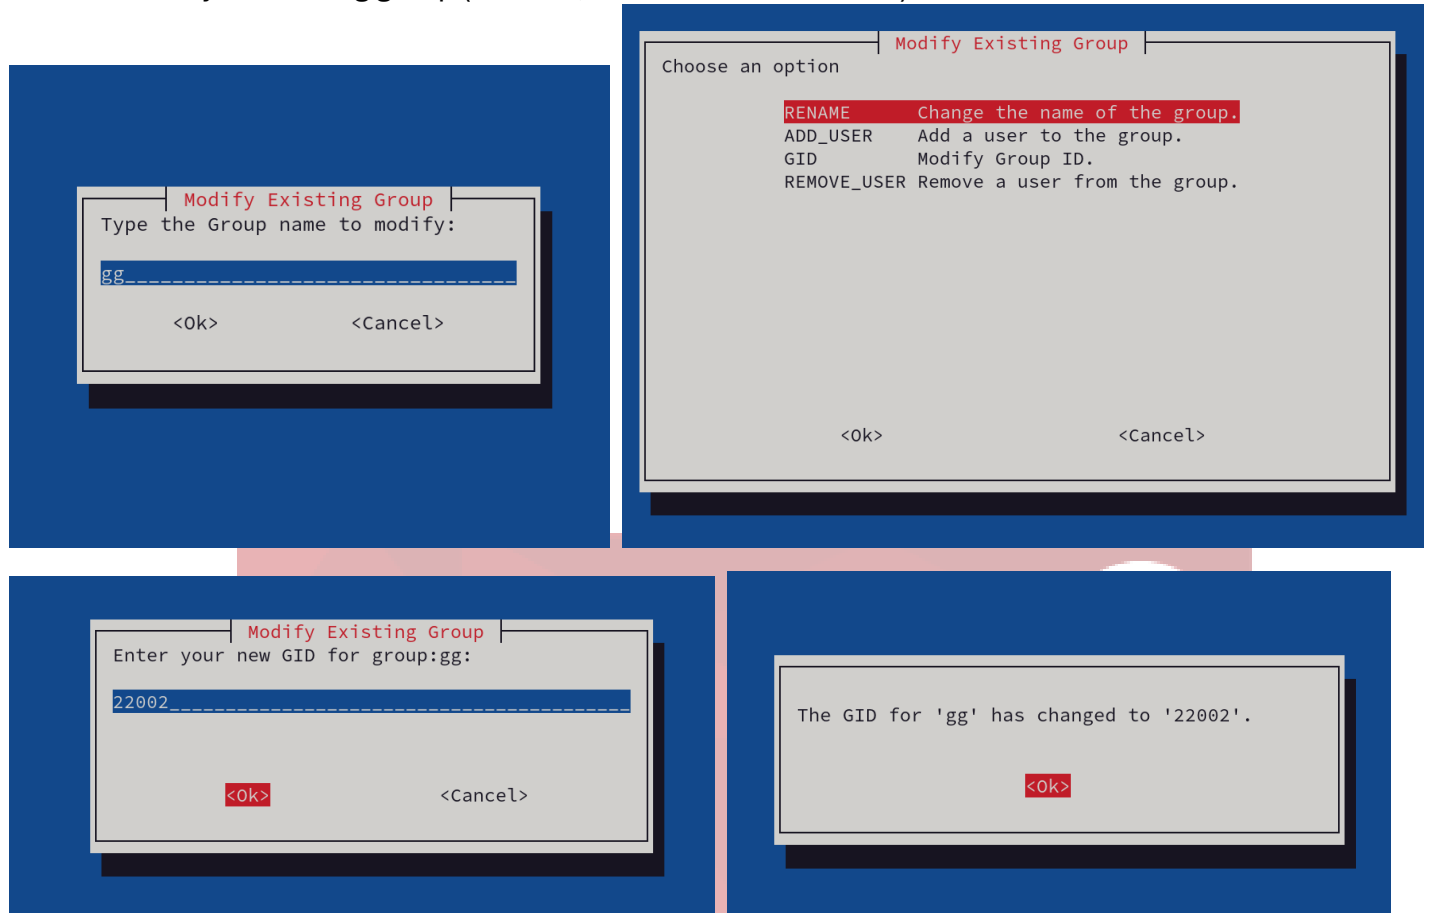 Modify Existing Group
Type the Group name to modify:
gg_________________________________
<Ok> <Cancel>
Modify Existing Group
Choose an option
RENAME Change the name of the group.
ADD_USER Add a user to the group.
GID Modify Group ID.
REMOVE_USER Remove a user from the group.
<Ok> <Cancel>
Modify Existing Group
Enter your new GID for group:gg:
22002_________________________________________
<Ok> <Cancel>
The GID for 'gg' has changed to '22002'.
<Ok>